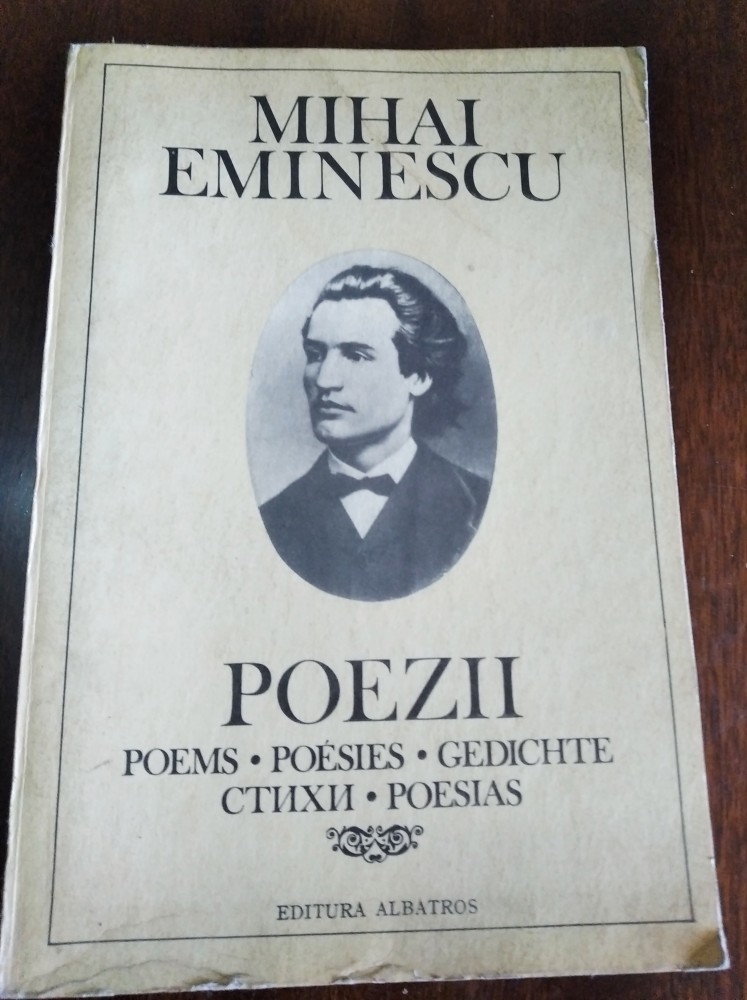 MIHAI
EMINESCU
POEZII
POEMS • POÉSIES • GEDICHTE
СТИХИ • POESIAS
EDITURA ALBATROS